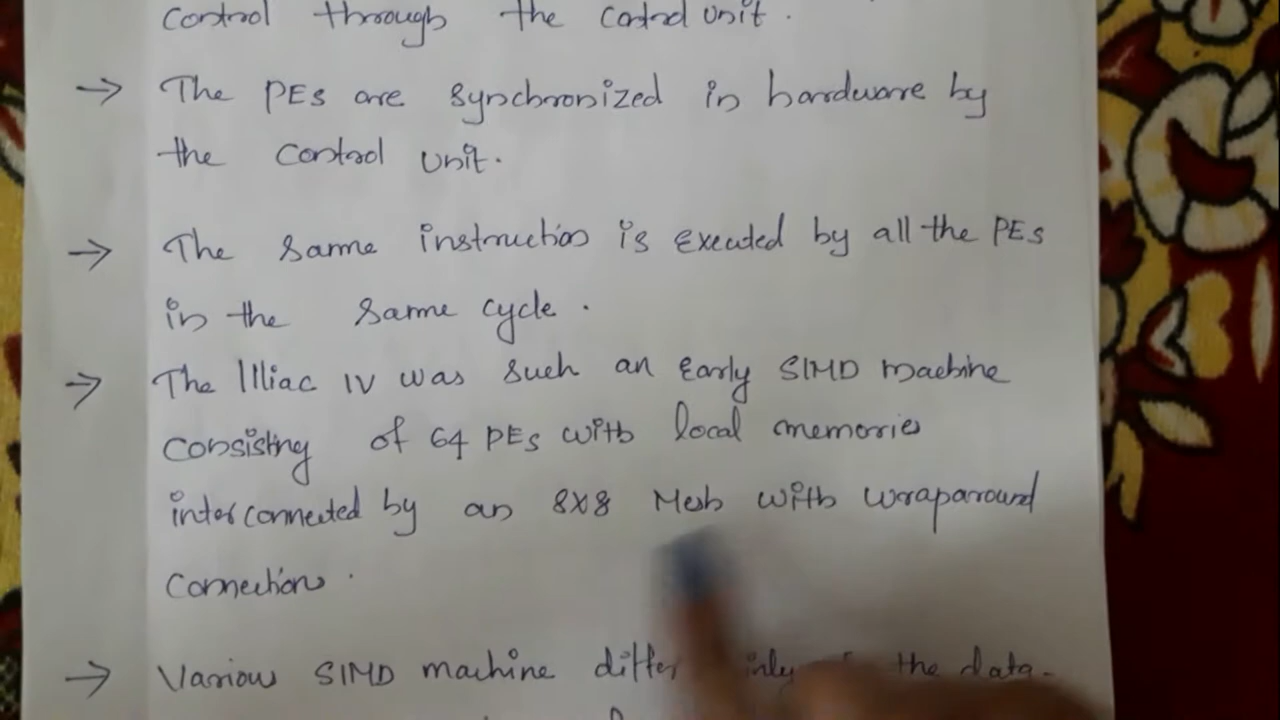 Control through the Control Unit .
→ The PEs are synchronized in hardware by
the Control Unit.
→ The same instruction is executed by all the PEs
in the same cycle .
→ The Illiac IV was such an Early SIMD machine
Consisting of 64 PEs with local memories
interconnected by an 8X8 Mesh with wraparound
Connections .
→ Various SIMD machine differ the data-